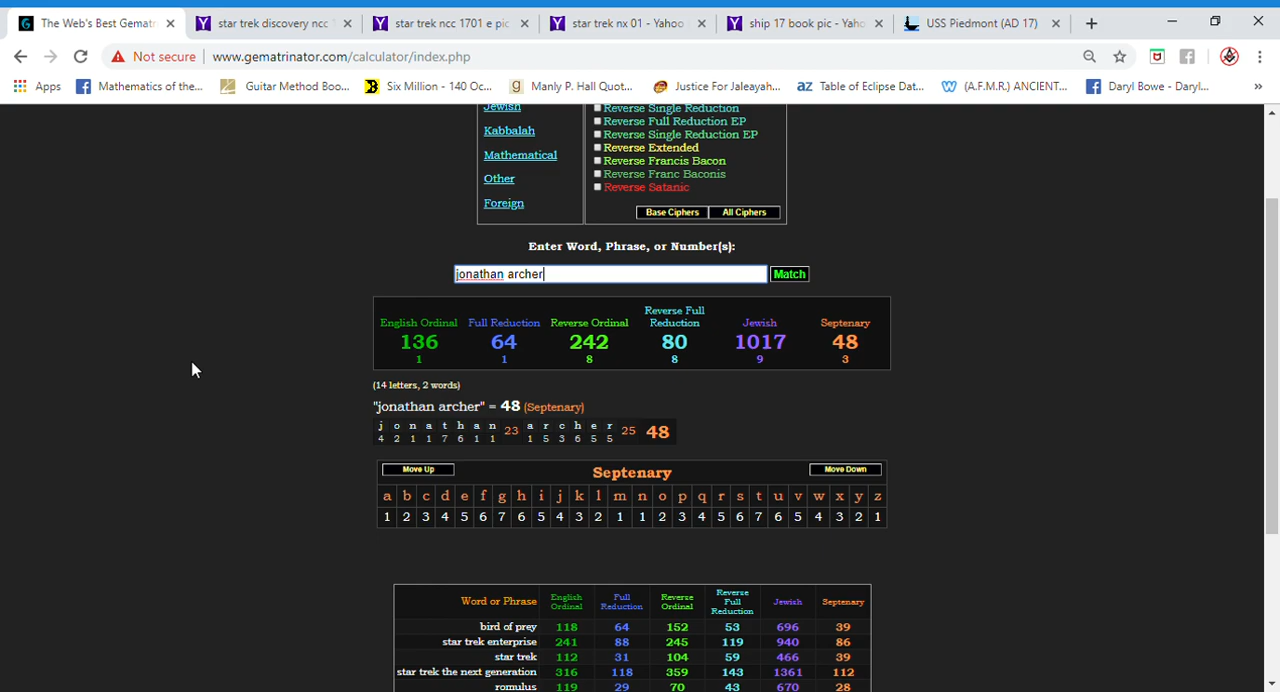 The Web's Best Gematr
star trek discovery ncc
star trek ncc 1701 e pic
star trek nx 01 - Yahoo
ship 17 book pic - Yaho
USS Piedmont (AD 17)
Not secure
www.gematrinator.com/calculator/index.php
Apps
Mathematics of the...
Guitar Method Boo...
Six Million - 140 Oc...
Manly P. Hall Quot...
Justice For Jaleayah...
Table of Eclipse Dat...
(A.F.M.R.) ANCIENT...
Daryl Bowe - Daryl...
Jewish
Kabbalah
Mathematical
Other
Foreign
Reverse Single Reduction
Reverse Full Reduction EP
Reverse Single Reduction EP
Reverse Extended
Reverse Francis Bacon
Reverse Franc Baconis
Reverse Satanic
Base Ciphers All Ciphers
Enter Word, Phrase, or Number(s):
jonathan archer Match
English Ordinal Full Reduction Reverse Ordinal Reverse Full Reduction Jewish Septenary
136 64 242 80 1017 48
1 1 8 8 9 3
(14 letters, 2 words)
"jonathan archer" = 48 (Septenary)
j o n a t h a n 23 a r c h e r 25 48
4 2 1 1 7 6 1 1 1 5 3 6 5 5
Move Up Septenary Move Down
a b c d e f g h i j k l m n o p q r s t u v w x y z
1 2 3 4 5 6 7 6 5 4 3 2 1 1 2 3 4 5 6 7 6 5 4 3 2 1
Word or Phrase English Ordinal Full Reduction Reverse Ordinal Reverse Full Reduction Jewish Septenary
bird of prey 118 64 152 53 696 39
star trek enterprise 241 88 245 119 940 86
star trek 112 31 104 59 466 39
star trek the next generation 316 118 359 143 1361 112
romulus 119 29 70 43 670 28